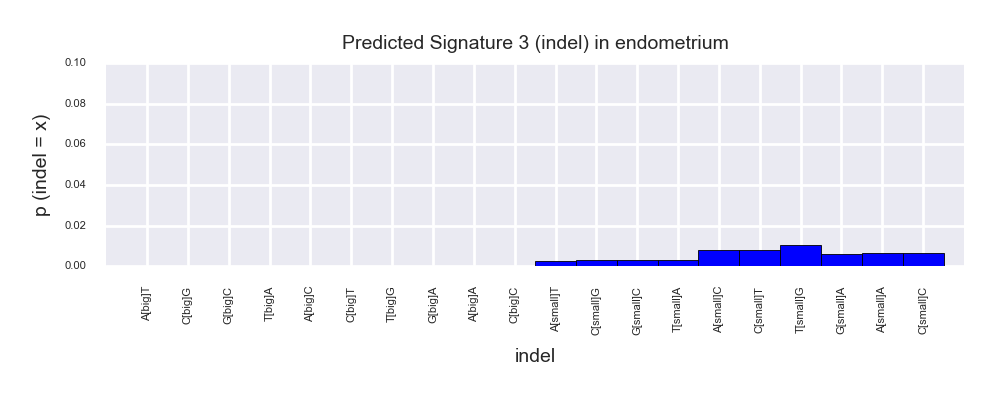 Predicted Signature 3 (indel) in endometrium
p (indel = x)
0.10
0.08
0.06
0.04
0.02
0.00
A[big]T
C[big]G
G[big]C
T[big]A
A[big]C
C[big]T
T[big]G
G[big]A
A[big]A
C[big]C
A[small]T
C[small]G
G[small]C
T[small]A
A[small]C
C[small]T
T[small]G
G[small]A
A[small]A
C[small]C
indel